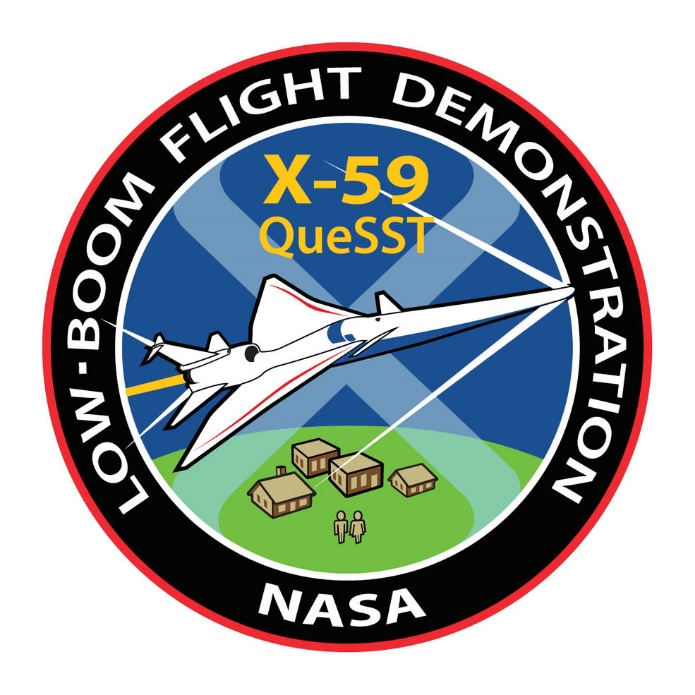 LOW-BOOM FLIGHT DEMONSTRATION
X-59
QueSST
NASA